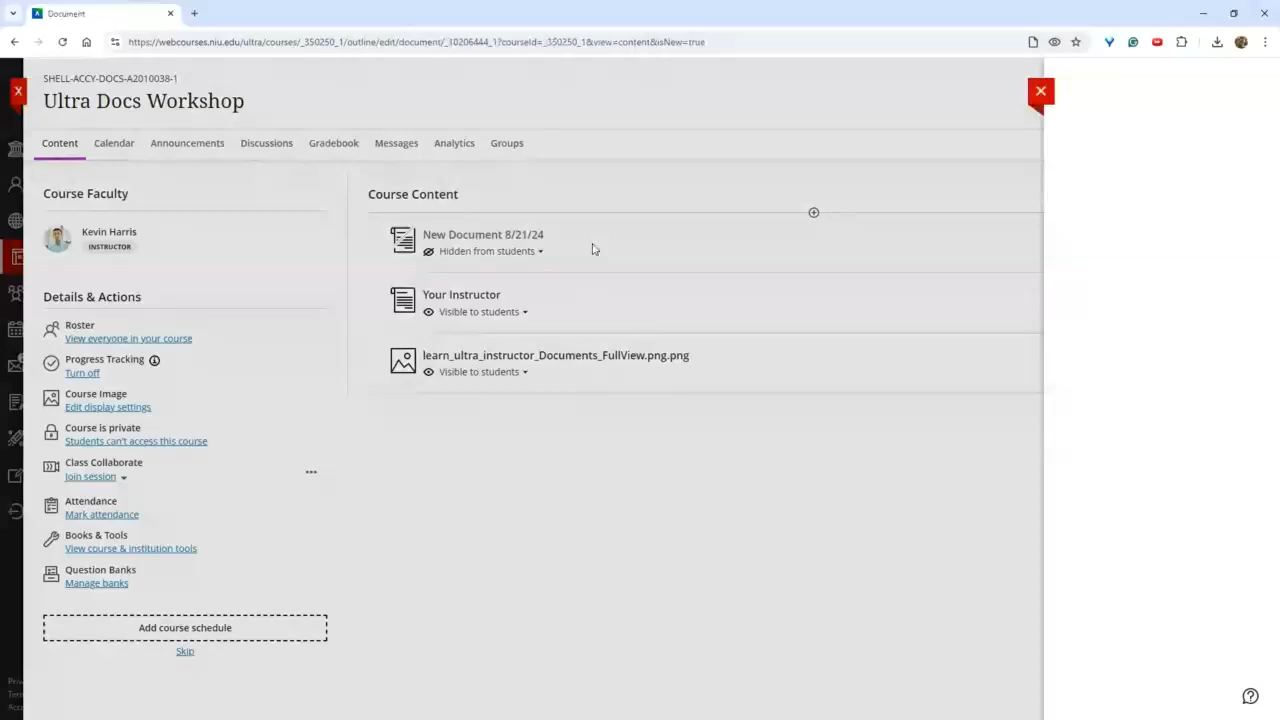 Document
https://webcourses.niu.edu/ultra/courses/_350250_1/outline/edit/document/_10206444_1?courseId=_350250_1&view=content&isNew=true
SHELL-ACCY-DOCS-A2010038-1
Ultra Docs Workshop
Content
Calendar
Announcements
Discussions
Gradebook
Messages
Analytics
Groups
Course Faculty
Kevin Harris
INSTRUCTOR
Details & Actions
Roster
View everyone in your course
Progress Tracking
Turn off
Course Image
Edit display settings
Course is private
Students can't access this course
Class Collaborate
Join session
Attendance
Mark attendance
Books & Tools
View course & institution tools
Question Banks
Manage banks
Add course schedule
Skip
Course Content
New Document 8/21/24
Hidden from students
Your Instructor
Visible to students
learn_ultra_instructor_Documents_FullView.png.png
Visible to students